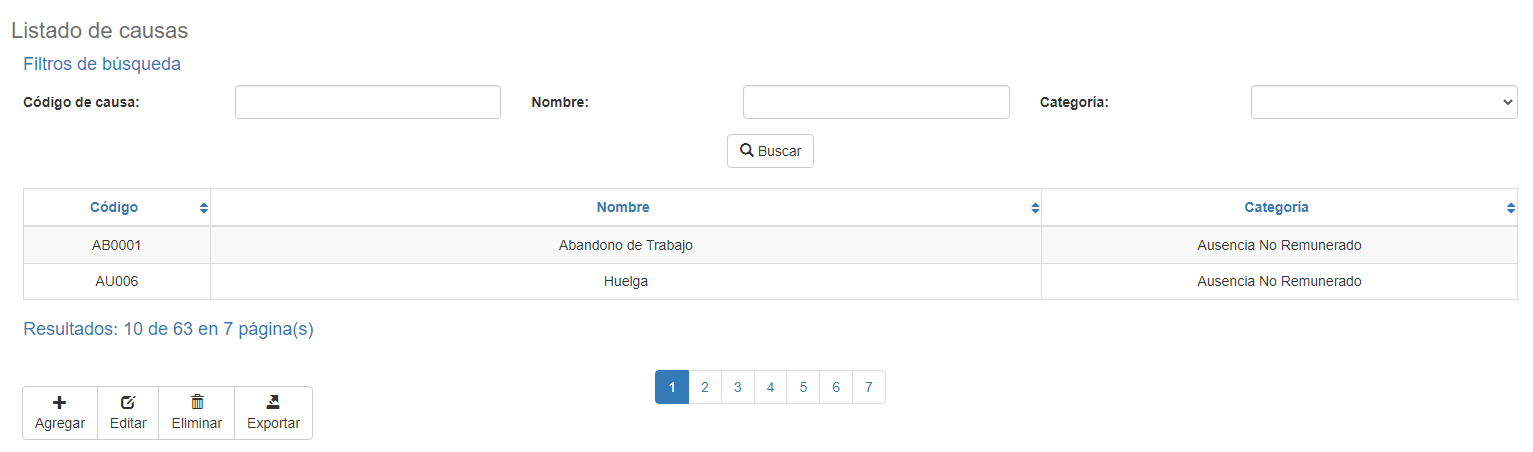 Listado de causas
Filtros de búsqueda
Código de causa: Nombre: Categoría:
Buscar
Código Nombre Categoría
AB0001 Abandono de Trabajo Ausencia No Remunerado
AU006 Huelga Ausencia No Remunerado
Resultados: 10 de 63 en 7 página(s)
1 2 3 4 5 6 7
Agregar Editar Eliminar Exportar